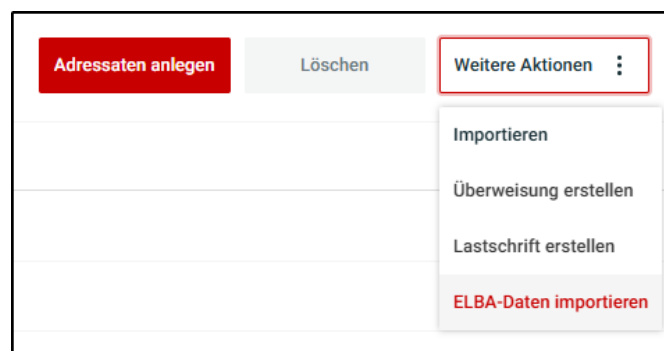 Adressaten anlegen
Löschen
Weitere Aktionen
Importieren
Überweisung erstellen
Lastschrift erstellen
ELBA-Daten importieren